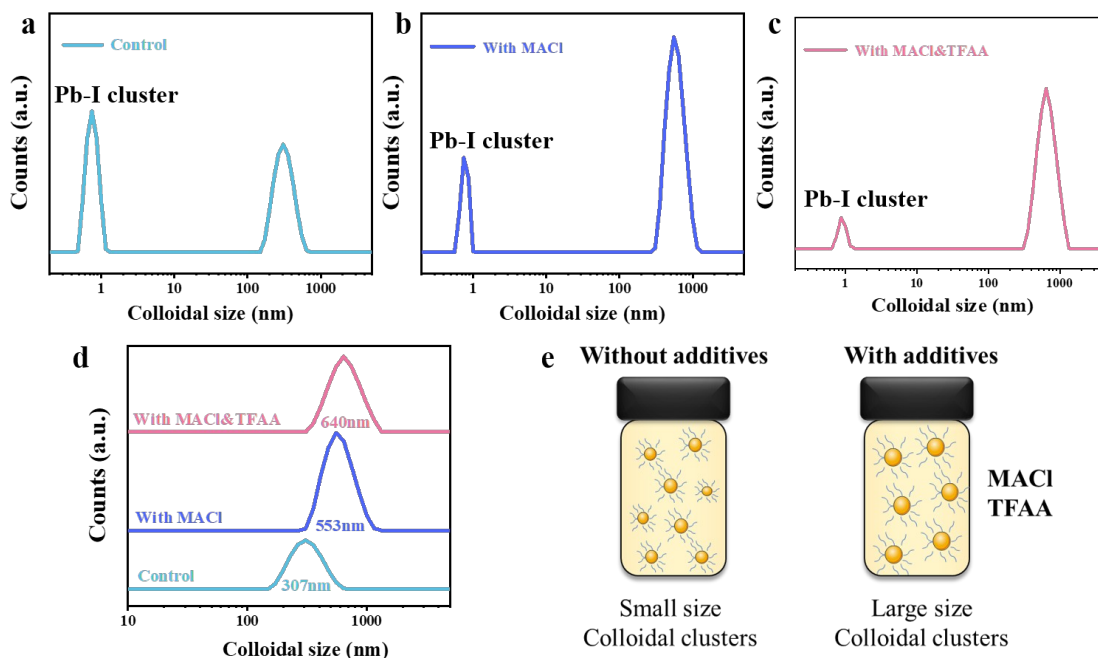 a
Control
Pb-I cluster
Counts (a.u.)
1
10
100
1000
Colloidal size (nm)
b
With MACl
Pb-I cluster
Counts (a.u.)
1
10
100
1000
Colloidal size (nm)
c
With MACl&TFAA
Pb-I cluster
Counts (a.u.)
1
10
100
1000
Colloidal size (nm)
d
With MACl&TFAA
640nm
With MACl
553nm
Control
307nm
Counts (a.u.)
10
100
1000
Colloidal size (nm)
e
Without additives
With additives
MACl
TFAA
Small size
Colloidal clusters
Large size
Colloidal clusters